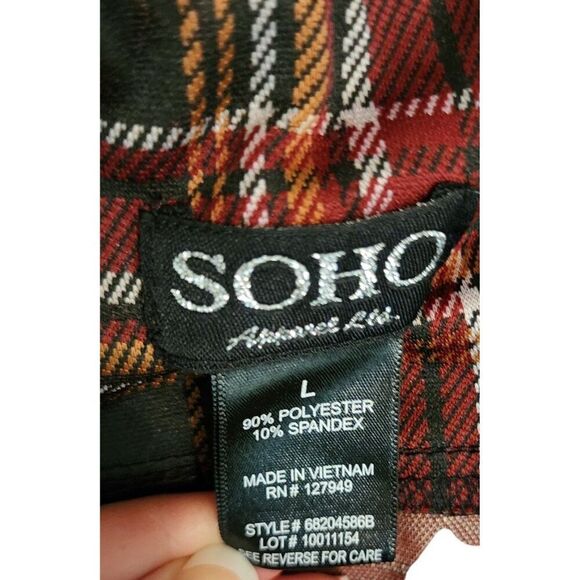 SOHO
Apparel Ltd.
L
90% POLYESTER
10% SPANDEX
MADE IN VIETNAM
RN# 127949
STYLE# 68204586B
LOT# 10011154
SEE REVERSE FOR CARE